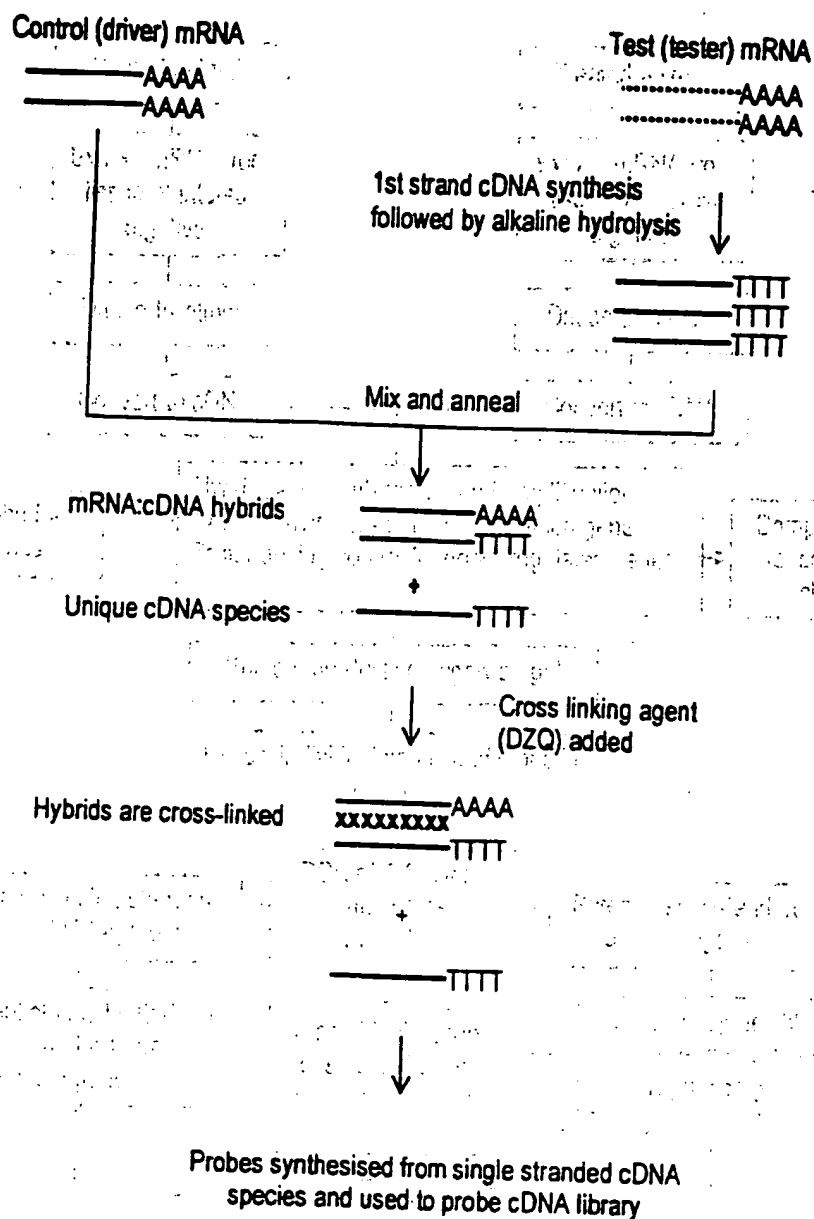 Control (driver) mRNA
AAAA
AAAA
Test (tester) mRNA
AAAA
AAAA
1st strand cDNA synthesis
followed by alkaline hydrolysis
TTTT
TTTT
TTTT
Mix and anneal
mRNA:cDNA hybrids
AAAA
TTTT
+
Unique cDNA species
TTTT
Cross linking agent
(DZQ) added
Hybrids are cross-linked
AAAA
xxxxxxxxx
TTTT
+
TTTT
Probes synthesised from single stranded cDNA
species and used to probe cDNA library